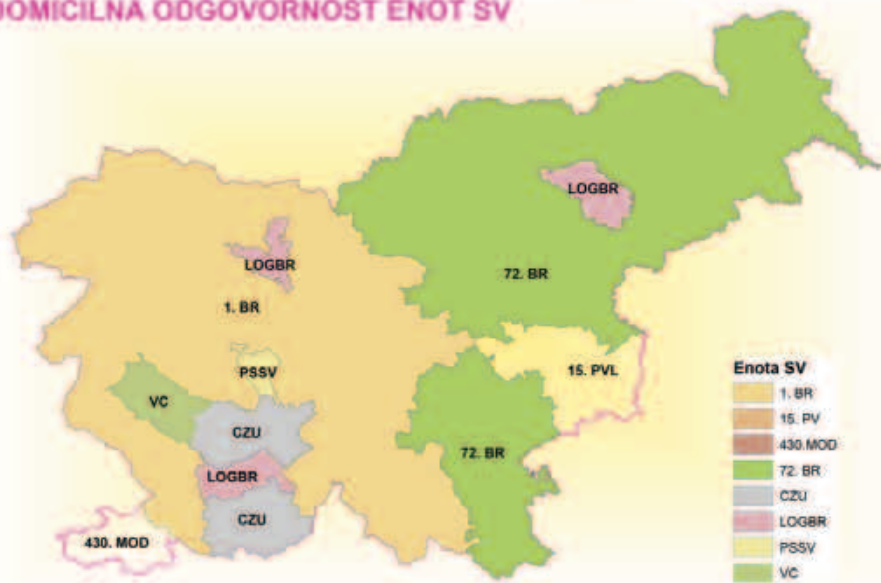 DOMICILNA ODGOVORNOST ENOT SV
LOGBR
LOGBR
72. BR
1. BR
PSSV
15. PVL
VC
CZU
72. BR
LOGBR
CZU
430. MOD
Enota SV
1. BR
15. PV
430.MOD
72. BR
CZU
LOGBR
PSSV
VC